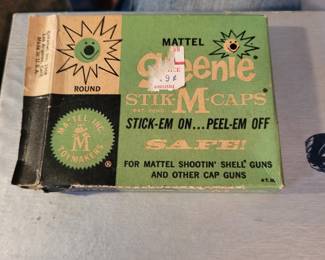 MATTEL
Greenie
ROUND
STIK-M-CAPS
STICK-EM ON...PEEL-EM OFF
SAFE!
FOR MATTEL SHOOTIN' SHELL GUNS
AND OTHER CAP GUNS
MATTEL, INC.
M
TOYMAKERS
®
9¢